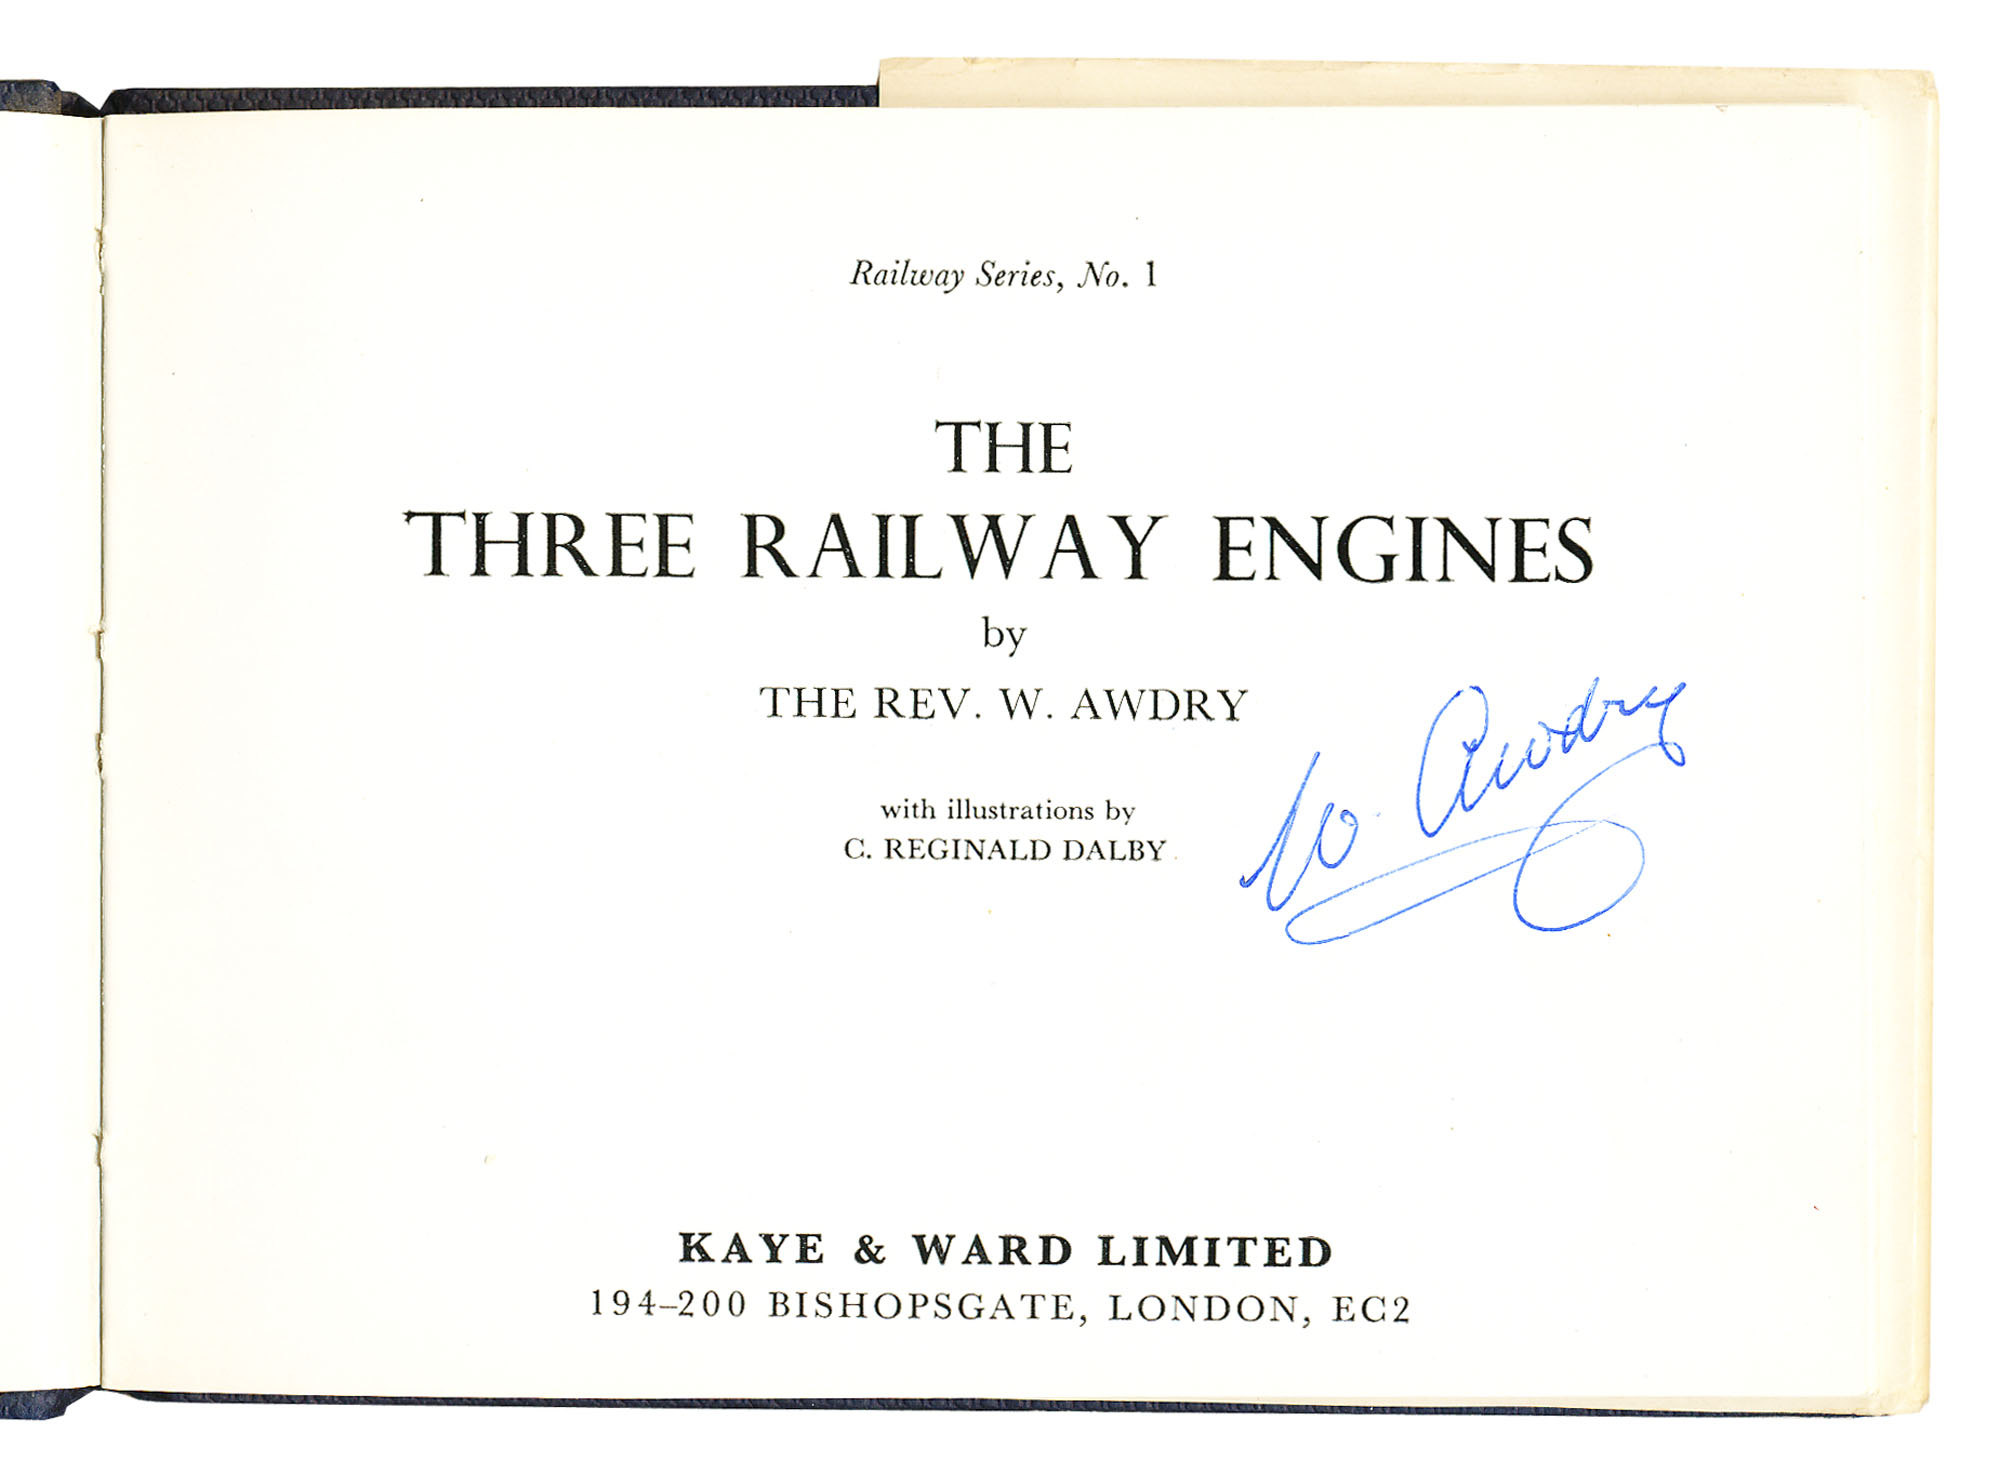 Railway Series, No. 1
THE
THREE RAILWAY ENGINES
by
THE REV. W. AWDRY
with illustrations by
C. REGINALD DALBY
W. Awdry
KAYE & WARD LIMITED
194–200 BISHOPSGATE, LONDON, EC2